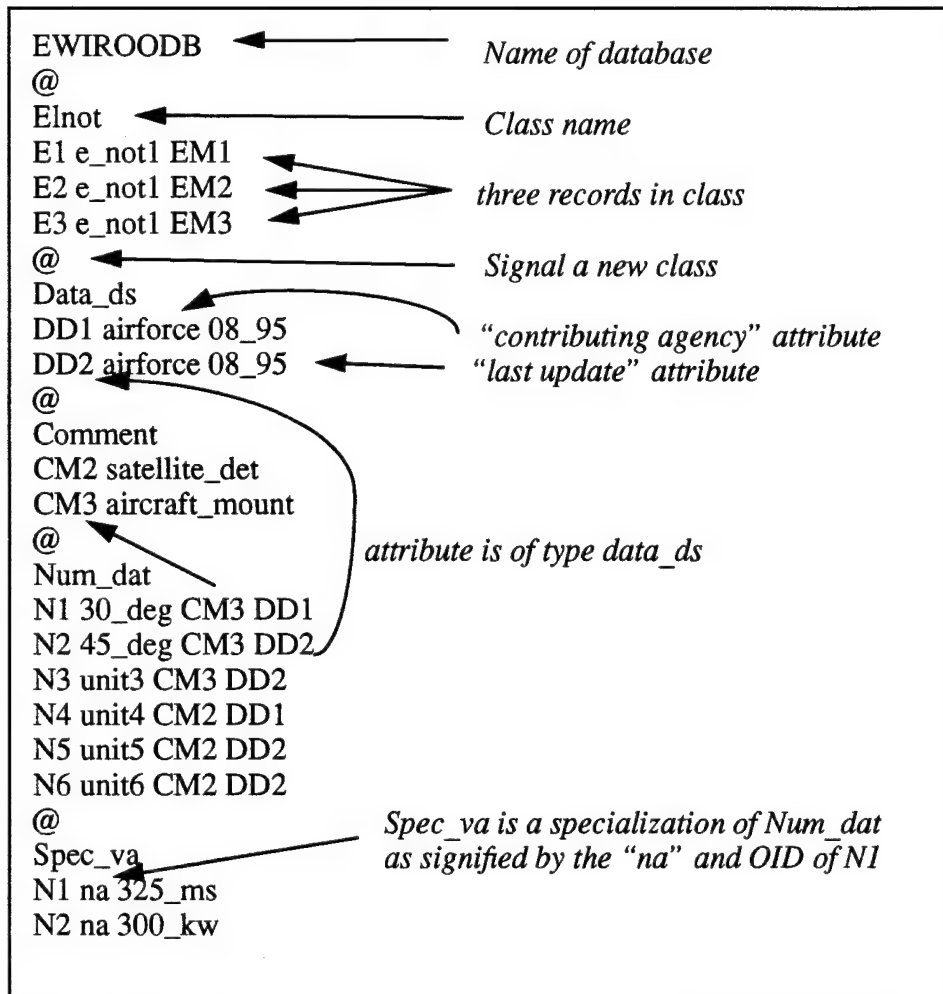 EWIROODB
Name of database
@
Elnot
Class name
E1 e_not1 EM1
E2 e_not1 EM2
three records in class
E3 e_not1 EM3
@
Signal a new class
Data_ds
DD1 airforce 08_95
“contributing agency” attribute
DD2 airforce 08_95
“last update” attribute
@
Comment
CM2 satellite_det
CM3 aircraft_mount
@
attribute is of type data_ds
Num_dat
N1 30_deg CM3 DD1
N2 45_deg CM3 DD2
N3 unit3 CM3 DD2
N4 unit4 CM2 DD1
N5 unit5 CM2 DD2
N6 unit6 CM2 DD2
@
Spec_va is a specialization of Num_dat
Spec_va
as signified by the “na” and OID of N1
N1 na 325_ms
N2 na 300_kw